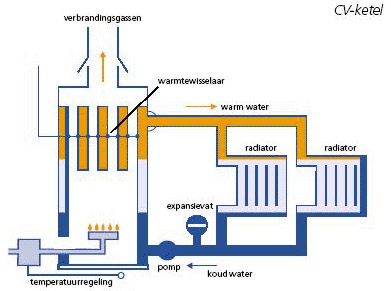 CV-ketel
verbrandingsgassen
warmtewisselaar
warm water
radiator
radiator
expansievat
pomp
koud water
temperatuurregeling